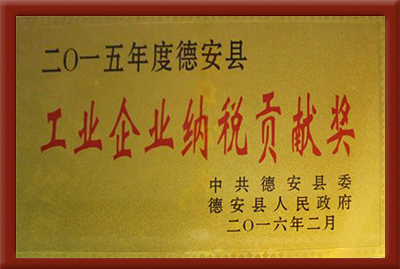 二〇一五年度德安县
工业企业纳税贡献奖
中共德安县委
德安县人民政府
二〇一六年二月